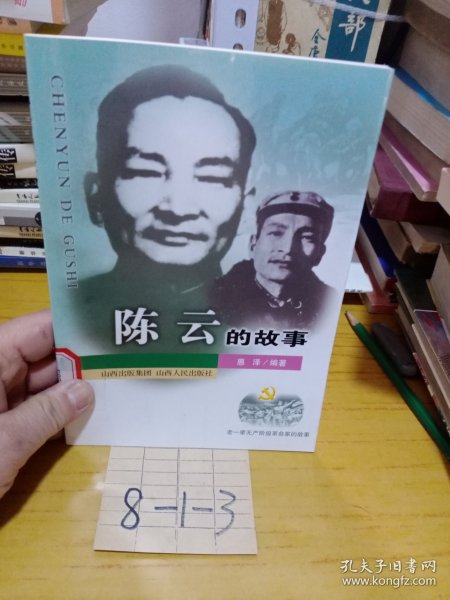 部
CHENYUN DE GUSHI
陈云的故事
惠泽/编著
山西出版集团 山西人民出版社
老一辈无产阶级革命家的故事
8-1-3
孔夫子旧书网
www.kongfz.com